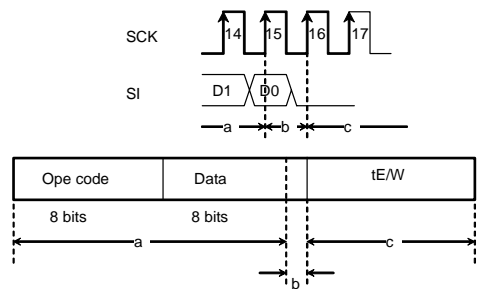 SCK 14 15 16 17
SI D1 D0
a b c
Ope code Data tE/W
8 bits 8 bits
a c
b